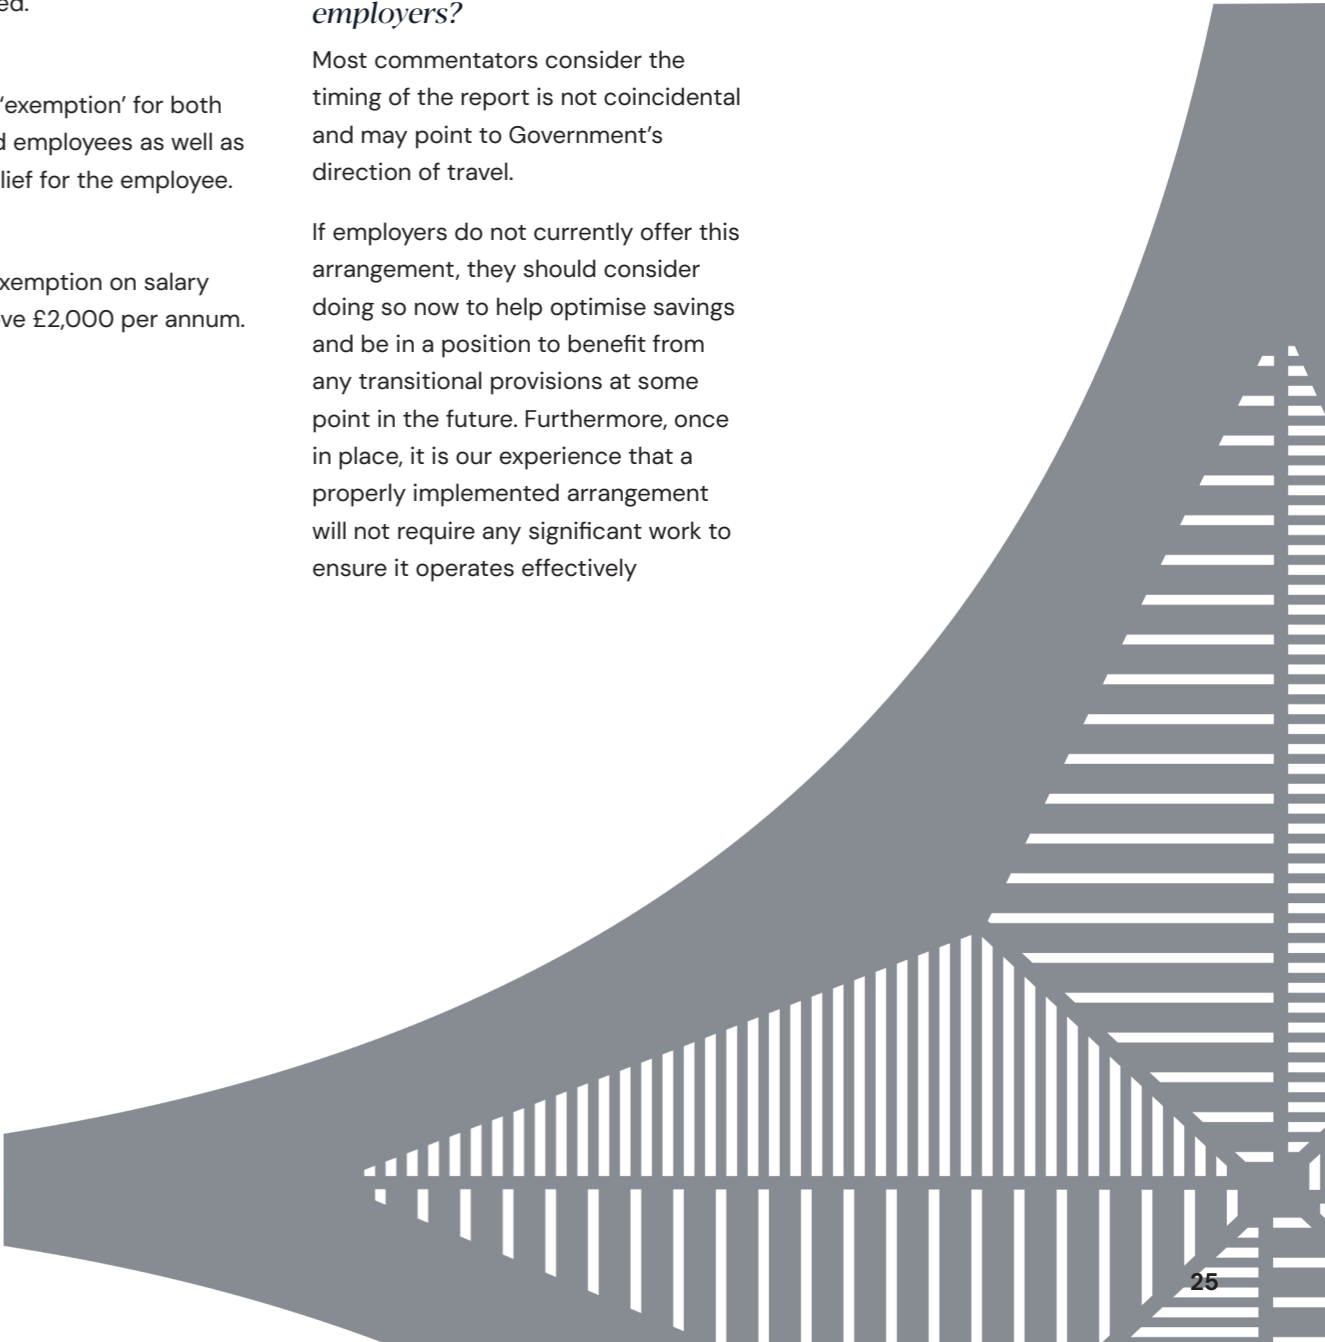 'exemption' for both
employees as well as
for the employee.
on salary
£2,000 per annum.
employers?
Most commentators consider the
timing of the report is not coincidental
and may point to Government's
direction of travel.
If employers do not currently offer this
arrangement, they should consider
doing so now to help optimise savings
and be in a position to benefit from
any transitional provisions at some
point in the future. Furthermore, once
in place, it is our experience that a
properly implemented arrangement
will not require any significant work to
ensure it operates effectively
25